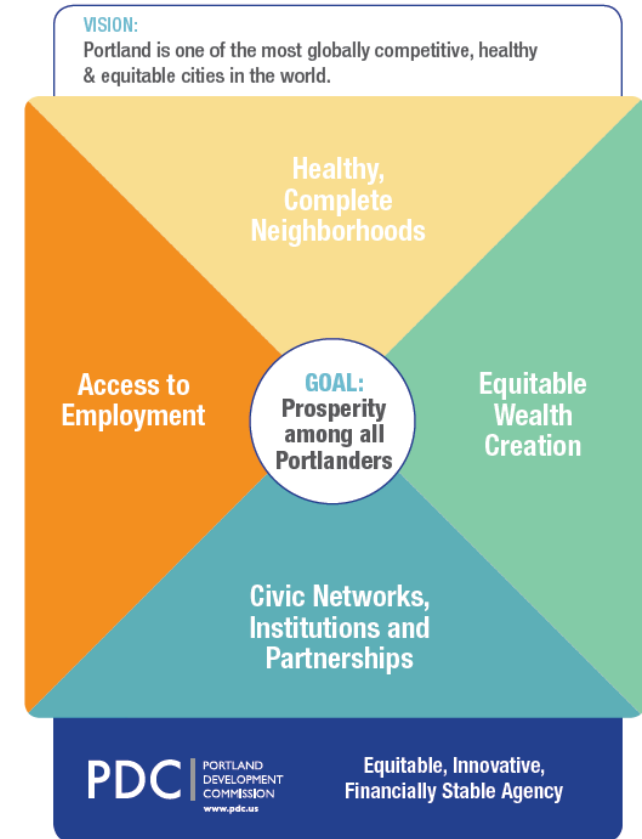 VISION:
Portland is one of the most globally competitive, healthy
& equitable cities in the world.
Healthy,
Complete
Neighborhoods
Access to
Employment
GOAL:
Prosperity
among all
Portlanders
Equitable
Wealth
Creation
Civic Networks,
Institutions and
Partnerships
PDC
PORTLAND
DEVELOPMENT
COMMISSION
www.pdc.us
Equitable, Innovative,
Financially Stable Agency